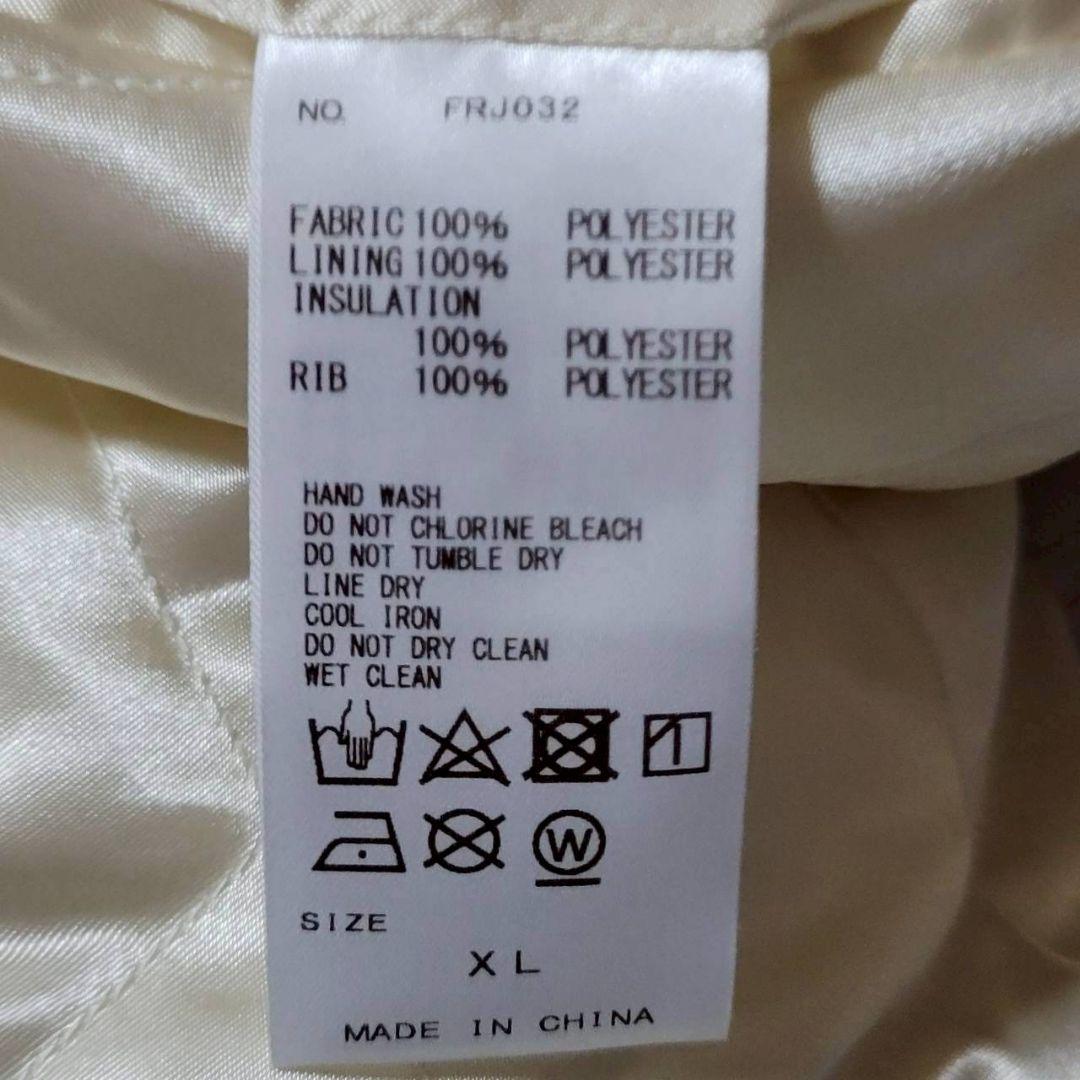 NO. FRJ032
FABRIC 100% POLYESTER
LINING 100% POLYESTER
INSULATION
100% POLYESTER
RIB 100% POLYESTER
HAND WASH
DO NOT CHLORINE BLEACH
DO NOT TUMBLE DRY
LINE DRY
COOL IRON
DO NOT DRY CLEAN
WET CLEAN
W
SIZE
XL
MADE IN CHINA